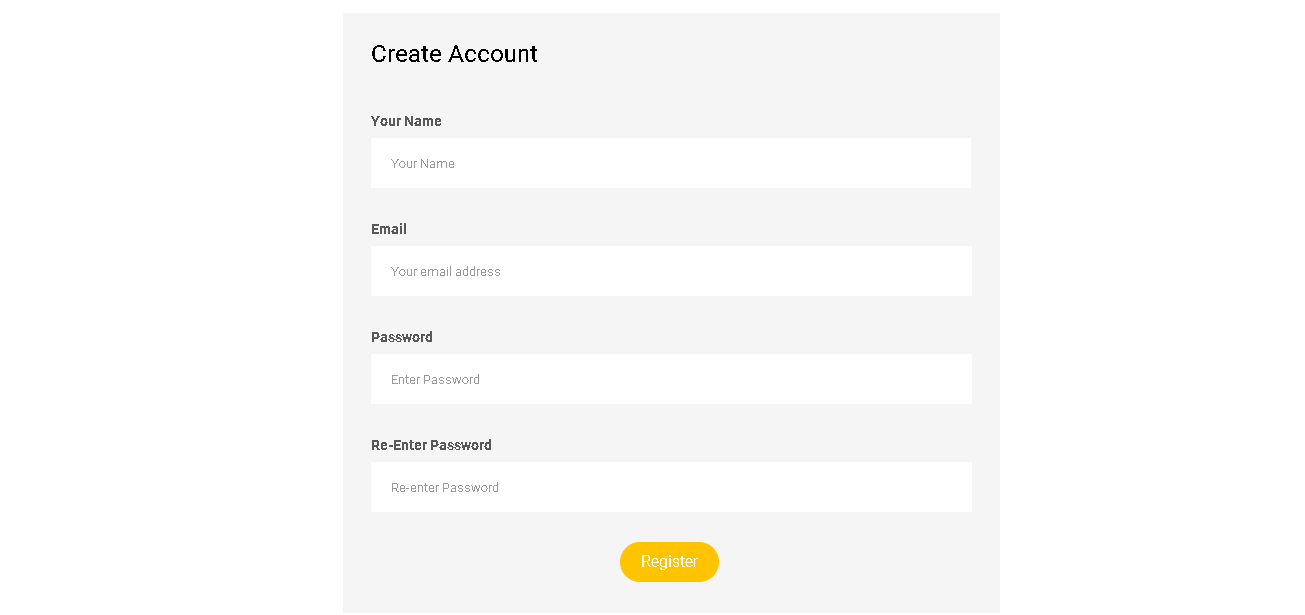 Create Account
Your Name
Your Name
Email
Your email address
Password
Enter Password
Re-Enter Password
Re-enter Password
Register